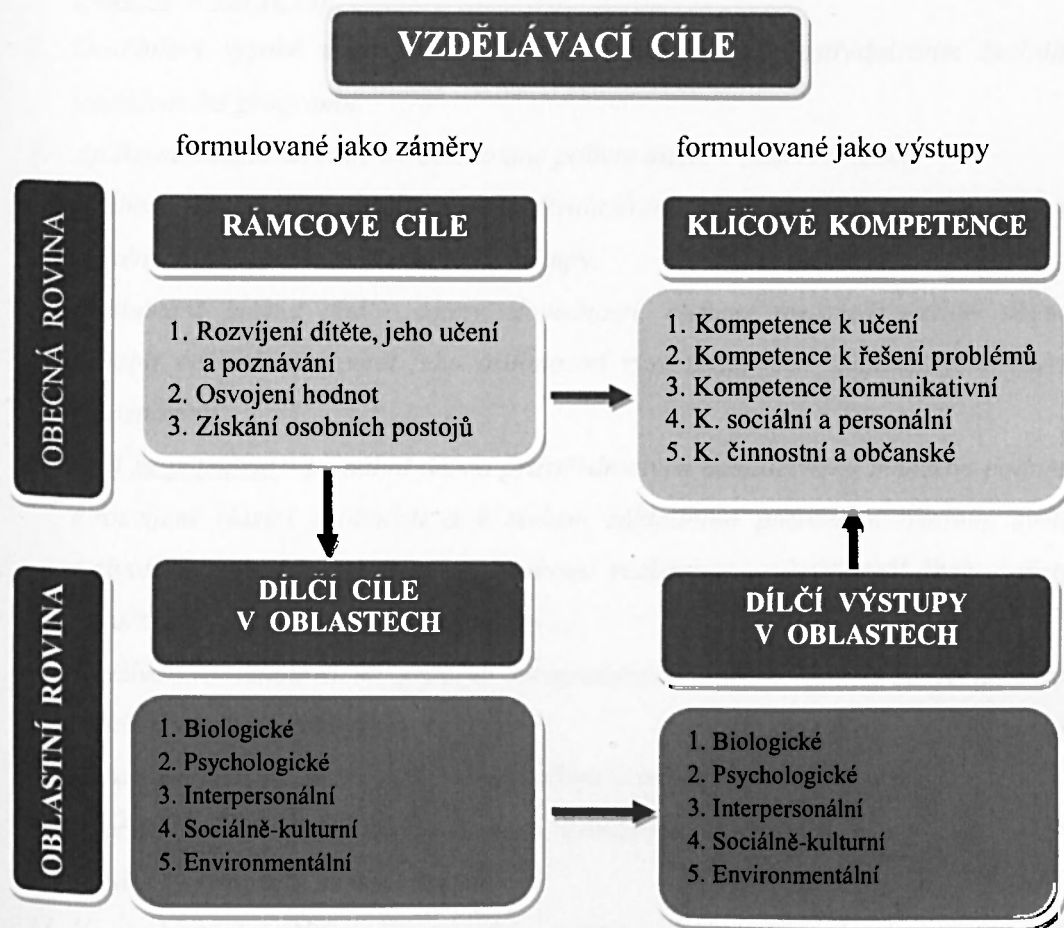 VZDĚLÁVACÍ CÍLE
formulované jako záměry
formulované jako výstupy
OBECNÁ ROVINA
RÁMCOVÉ CÍLE
1. Rozvíjení dítěte, jeho učení
a poznávání
2. Osvojení hodnot
3. Získání osobních postojů
KLÍČOVÉ KOMPETENCE
1. Kompetence k učení
2. Kompetence k řešení problémů
3. Kompetence komunikativní
4. K. sociální a personální
5. K. činnostní a občanské
OBLASTNÍ ROVINA
DÍLČÍ CÍLE
V OBLASTECH
1. Biologické
2. Psychologické
3. Interpersonální
4. Sociálně-kulturní
5. Environmentální
DÍLČÍ VÝSTUPY
V OBLASTECH
1. Biologické
2. Psychologické
3. Interpersonální
4. Sociálně-kulturní
5. Environmentální